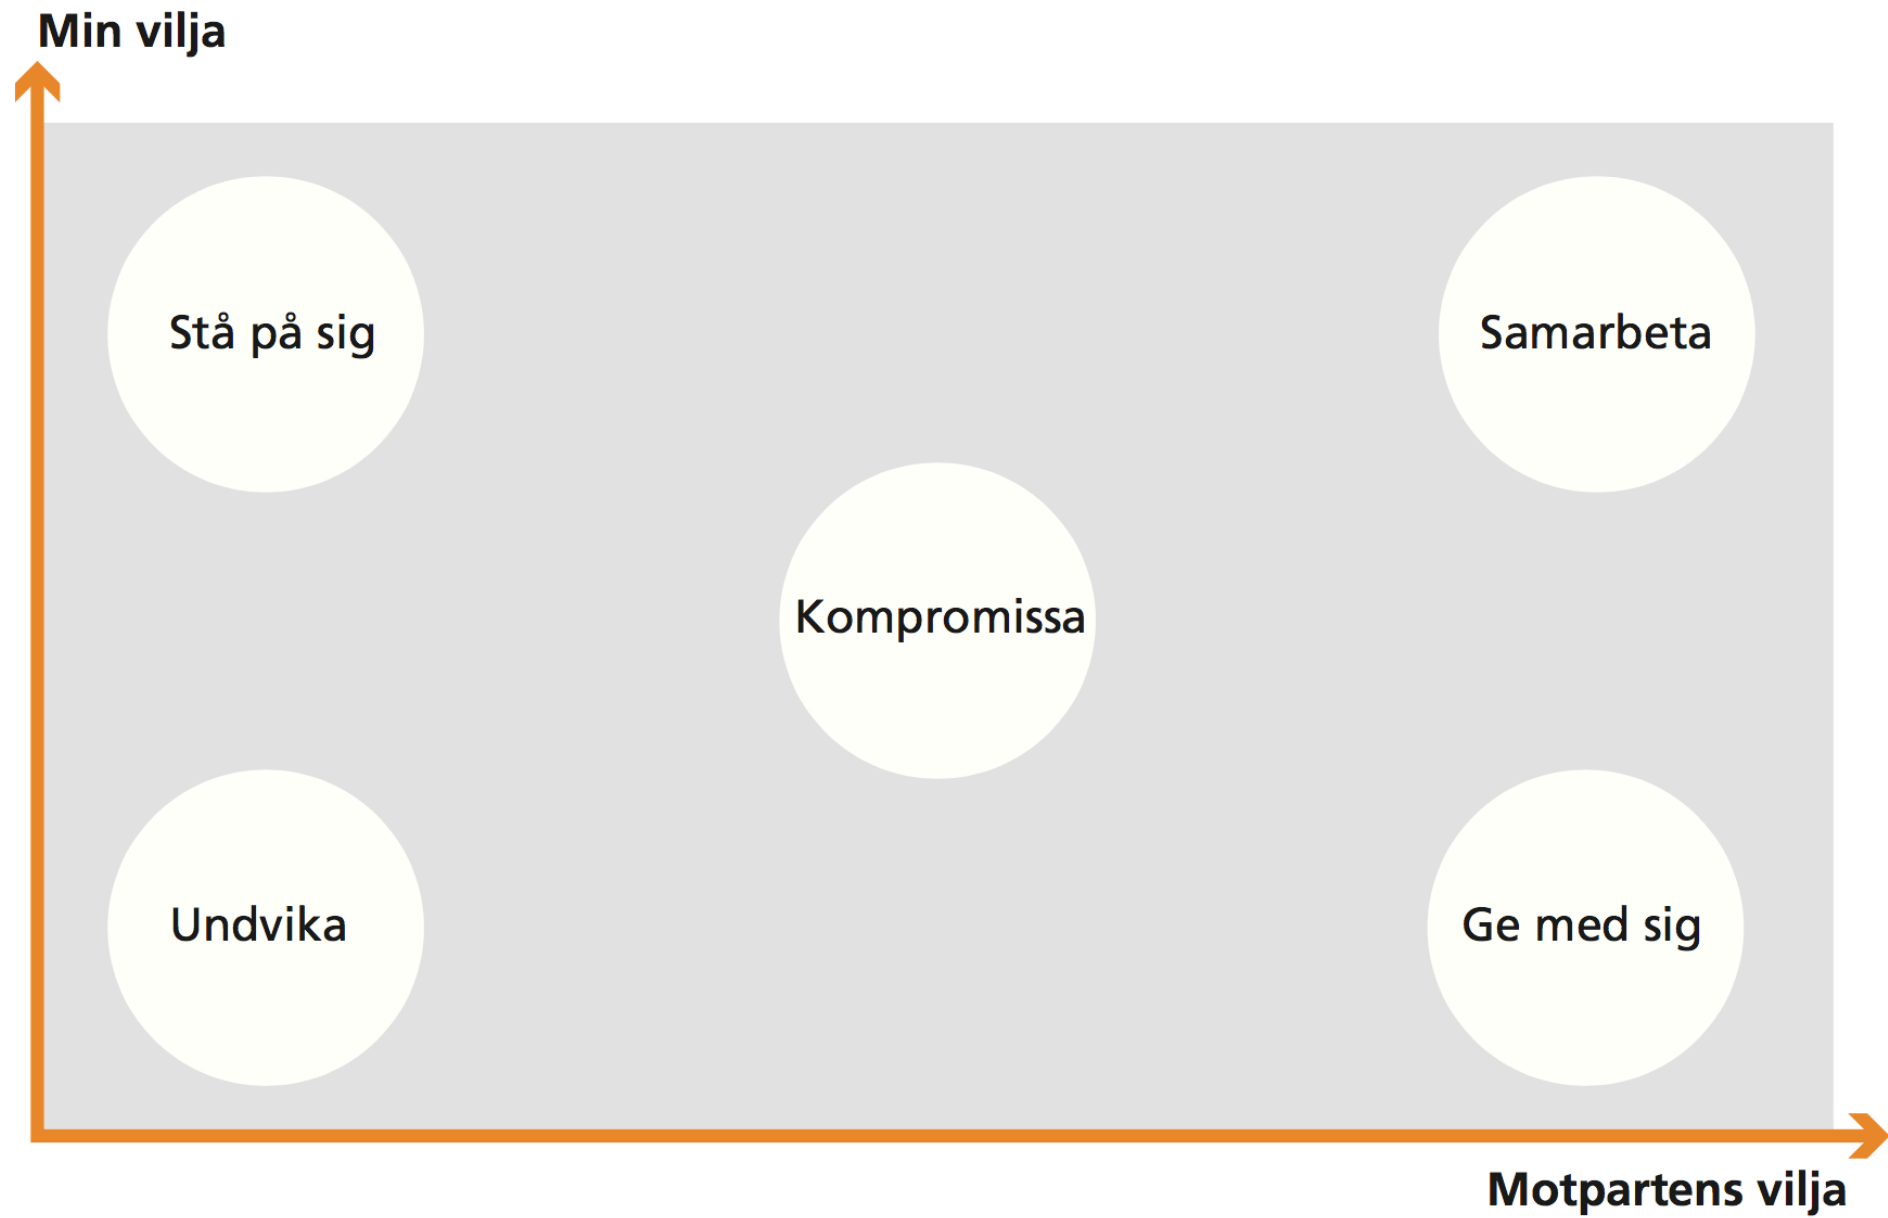 Min vilja
Stå på sig
Samarbeta
Kompromissa
Undvika
Ge med sig
Motpartens vilja